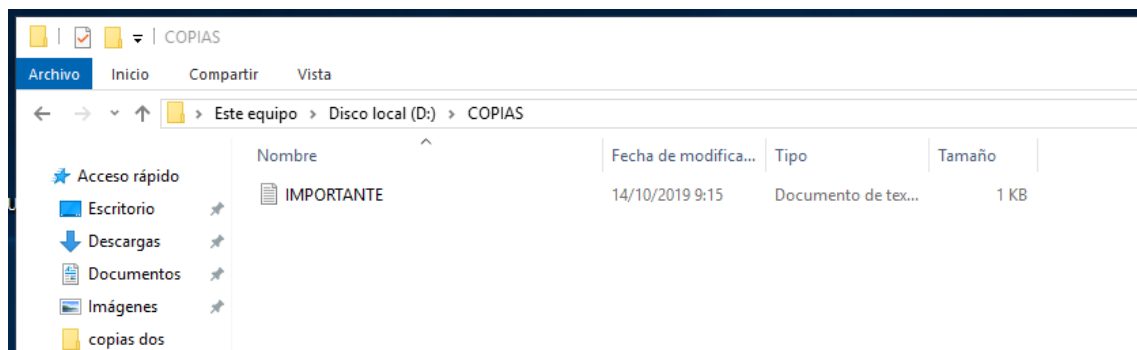 COPIAS
Archivo Inicio Compartir Vista
Este equipo > Disco local (D:) > COPIAS
Nombre Fecha de modifica... Tipo Tamaño
Acceso rápido
IMPORTANTE 14/10/2019 9:15 Documento de tex... 1 KB
Escritorio
Descargas
Documentos
Imágenes
copias dos